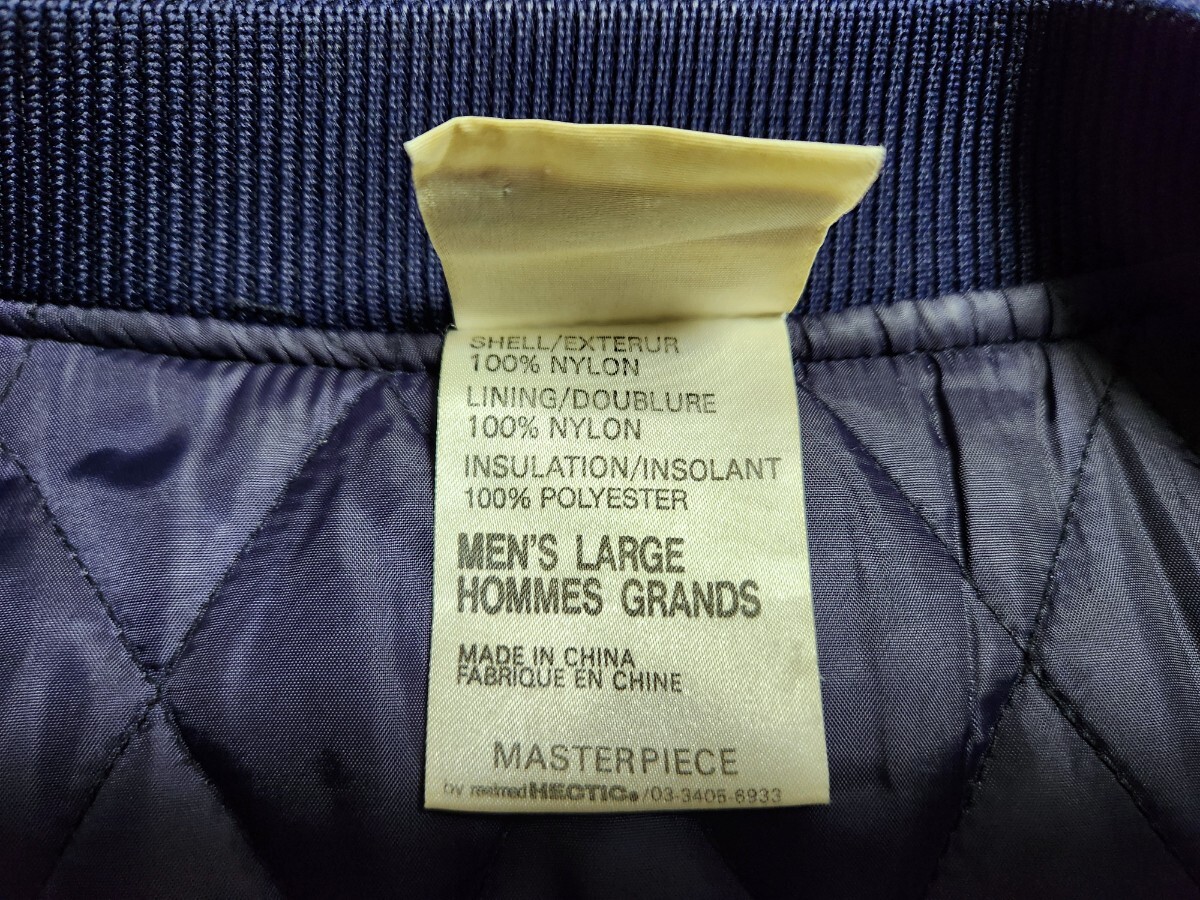 SHELL/EXTERUR
100% NYLON
LINING/DOUBLURE
100% NYLON
INSULATION/INSOLANT
100% POLYESTER
MEN'S LARGE
HOMMES GRANDS
MADE IN CHINA
FABRIQUE EN CHINE
MASTERPIECE
by realmad HECTIC. /03-3405-6933